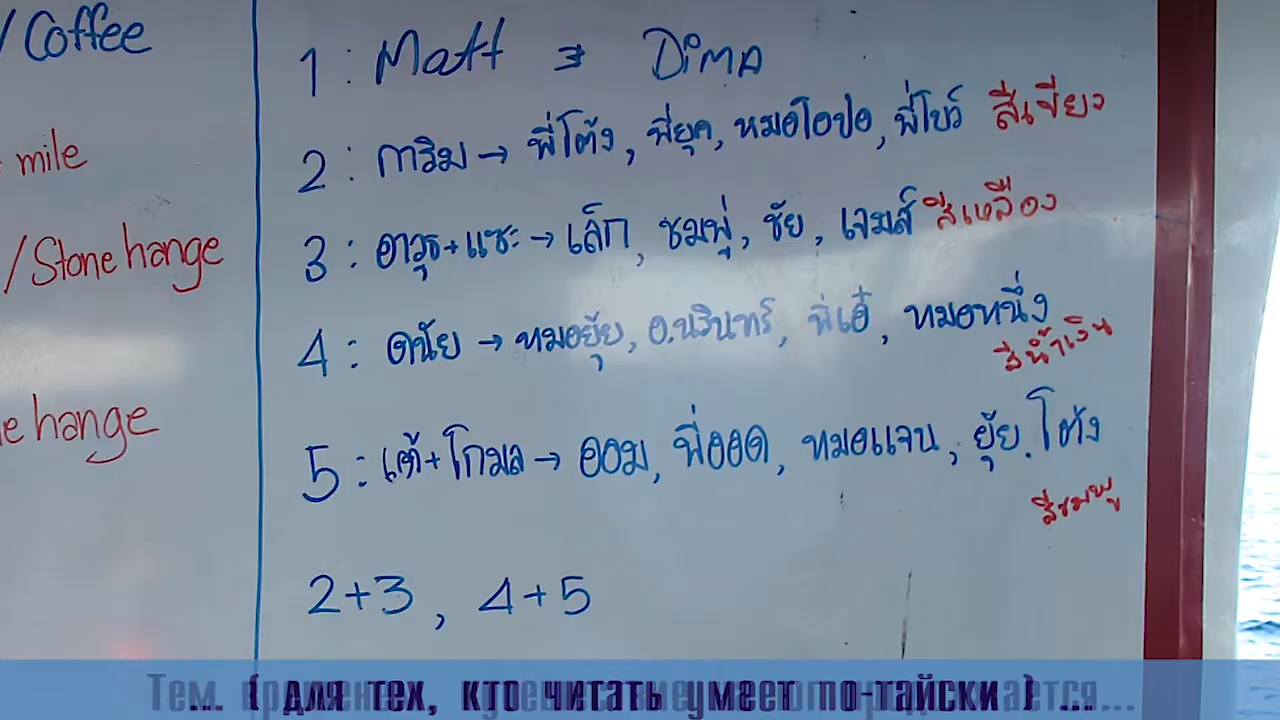 /Coffee
mile
/Stone hange
e hange
1: Matt → Dima
2: การิม → พี่โต้ง, พี่ยุค, หมอโอปอ, พี่โบว์ สีเขียว
3: อาวุธ + แซะ → เล็ก, ชมพู่, ชัย, เจมส์ สีเหลือง
4: ดนัย → หมอยุ้ย, อ.นรินทร์, พี่เอ๋, หมอหนึ่ง
สีน้ำเงิน
5: เต้+โกมล → ออม, พี่ออด, หมอแจน, ยุ้ย. โต้ง
สีชมพู
2+3, 4+5
... ( для тех, кто читать умеет по-тайски ) ...